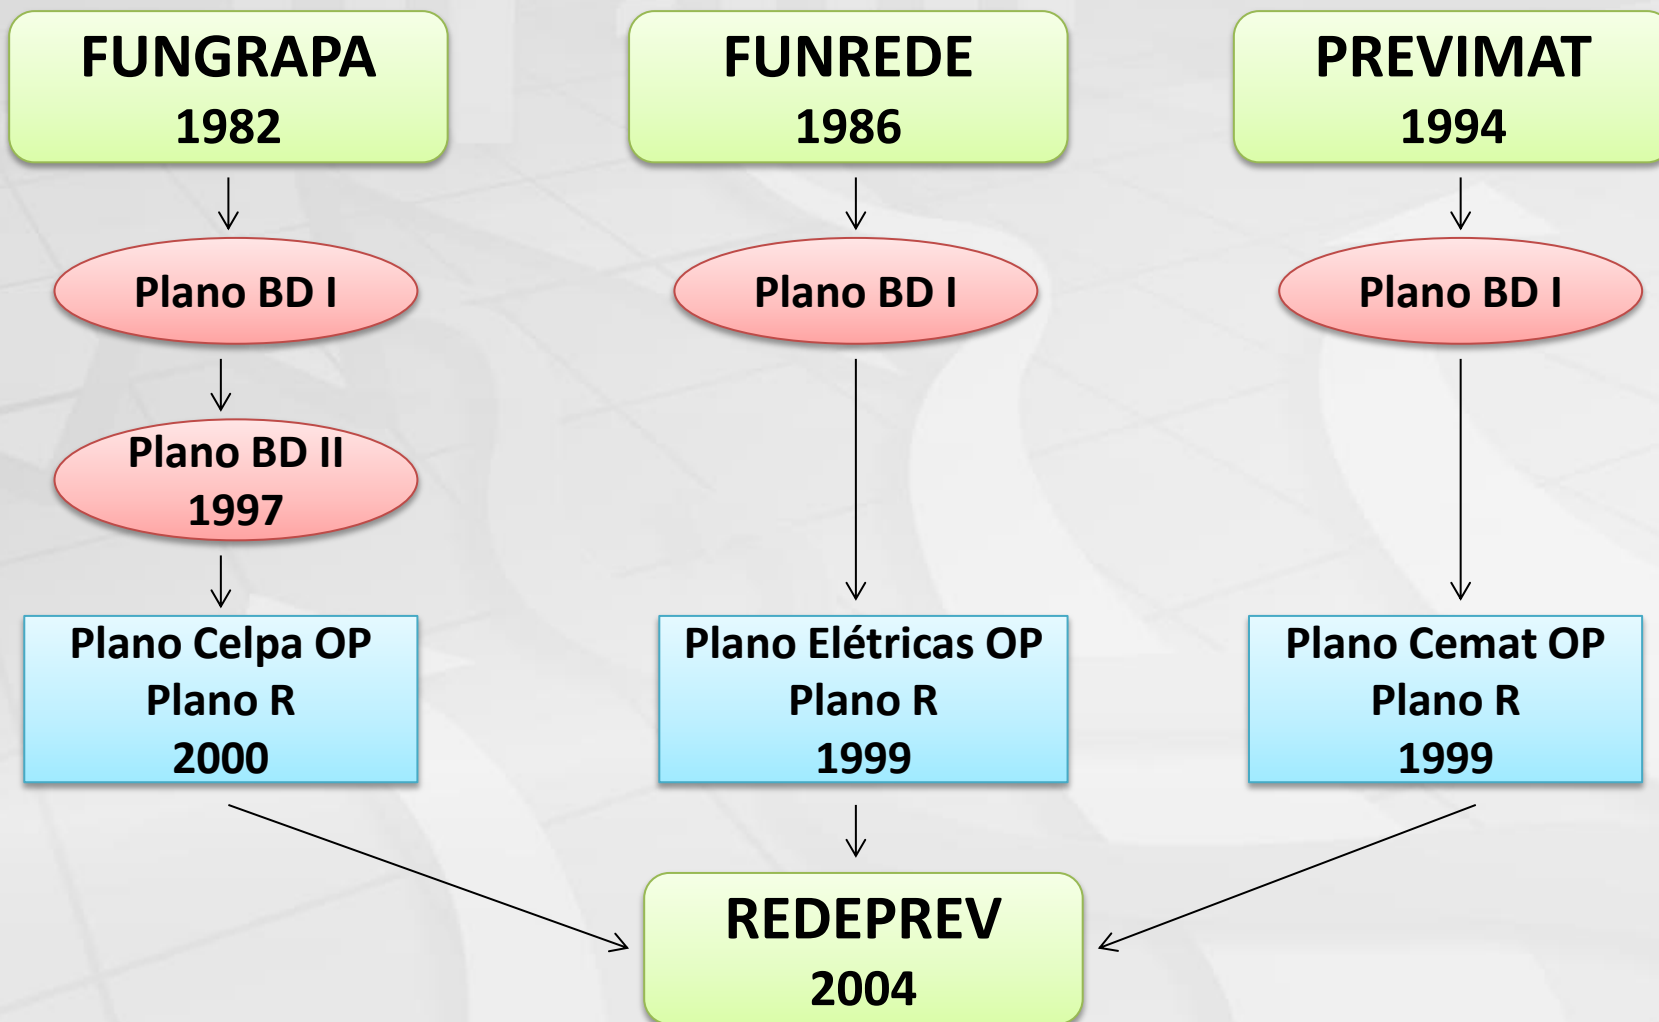 FUNGRAPA
1982
FUNREDE
1986
PREVIMAT
1994
Plano BD I
Plano BD I
Plano BD I
Plano BD II
1997
Plano Celpa OP
Plano R
2000
Plano Elétricas OP
Plano R
1999
Plano Cemat OP
Plano R
1999
REDEPREV
2004